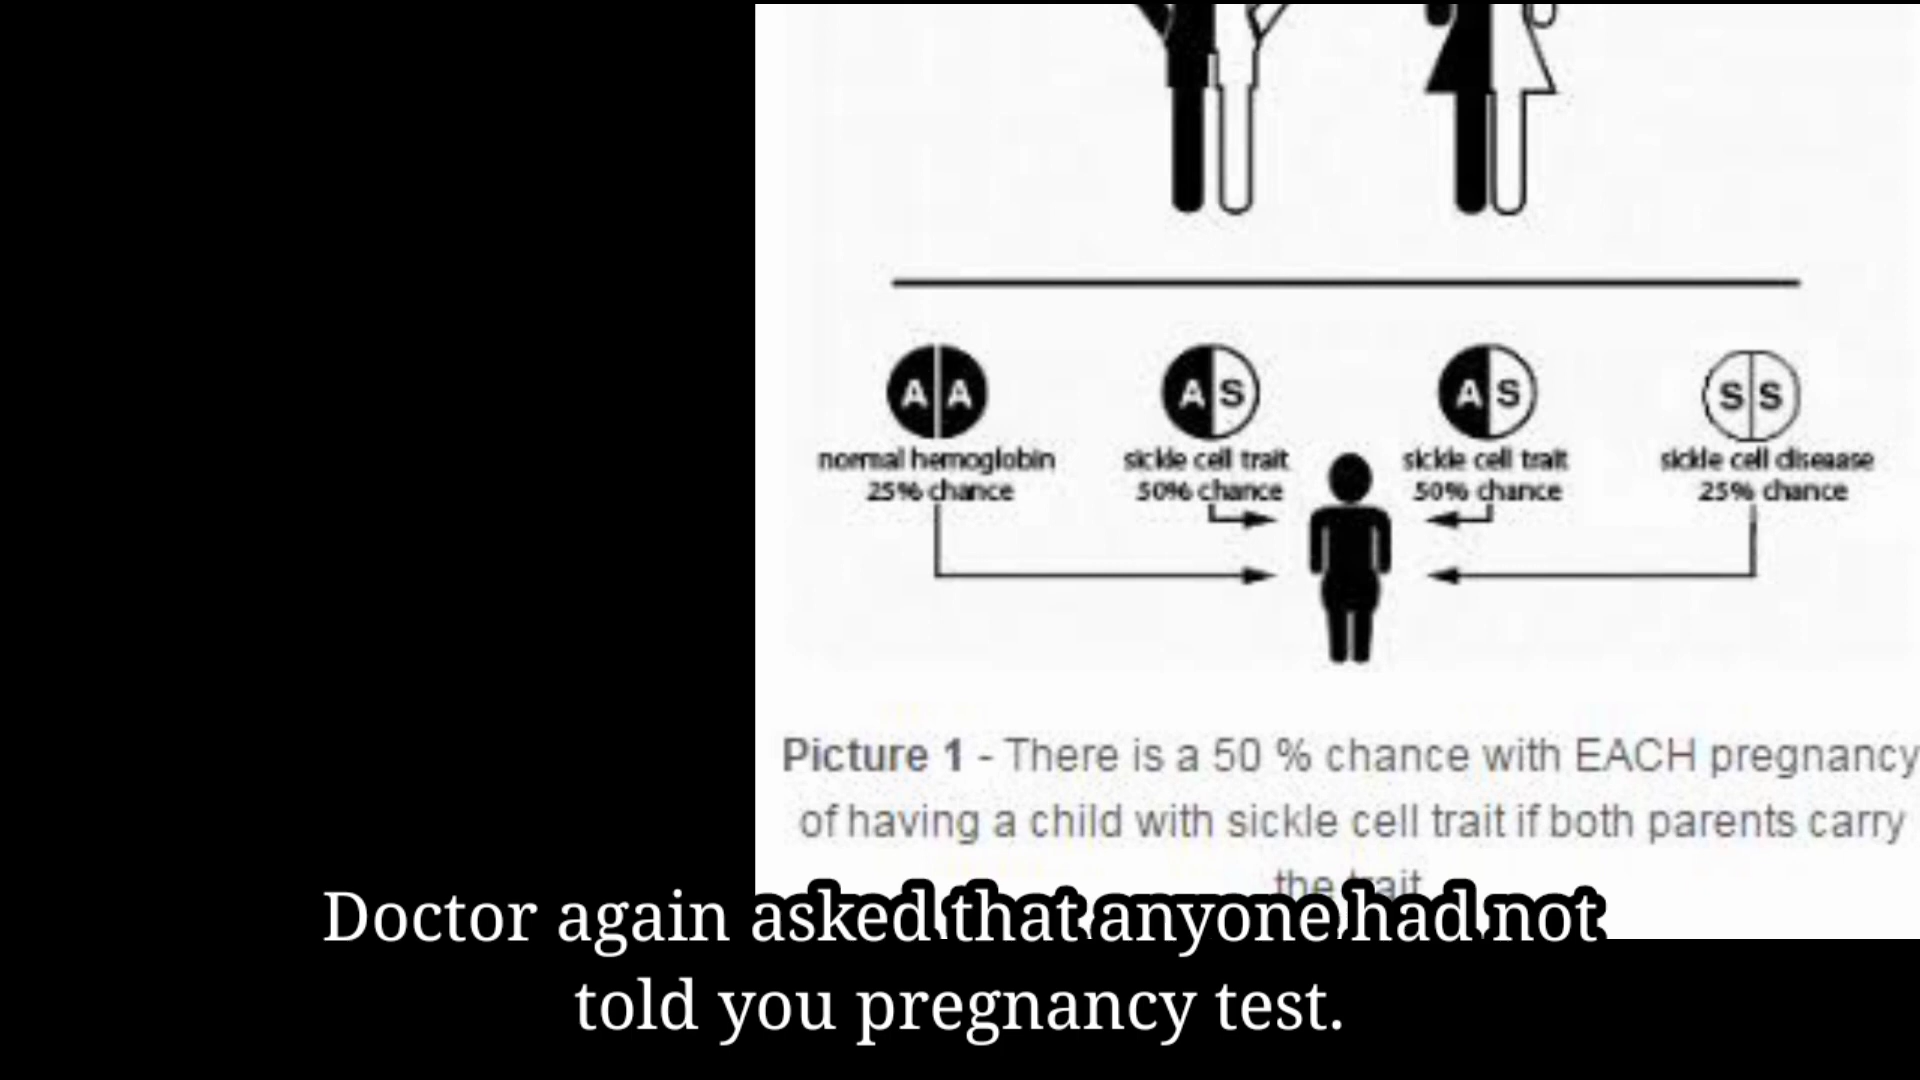 A A
A S
A S
S S
normal hemoglobin
25% chance
sickle cell trait
50% chance
sickle cell trait
50% chance
sickle cell disease
25% chance
Picture 1 - There is a 50 % chance with EACH pregnancy
of having a child with sickle cell trait if both parents carry
the trait
Doctor again asked that anyone had not
told you pregnancy test.